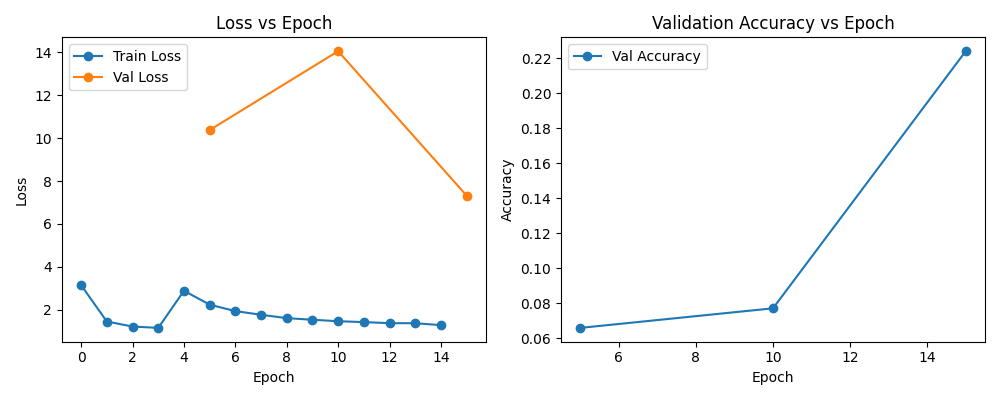 Loss vs Epoch
Train Loss
Val Loss
14
12
10
8
6
4
2
Loss
0 2 4 6 8 10 12 14
Epoch
Validation Accuracy vs Epoch
Val Accuracy
0.22
0.20
0.18
0.16
0.14
0.12
0.10
0.08
0.06
Accuracy
6 8 10 12 14
Epoch